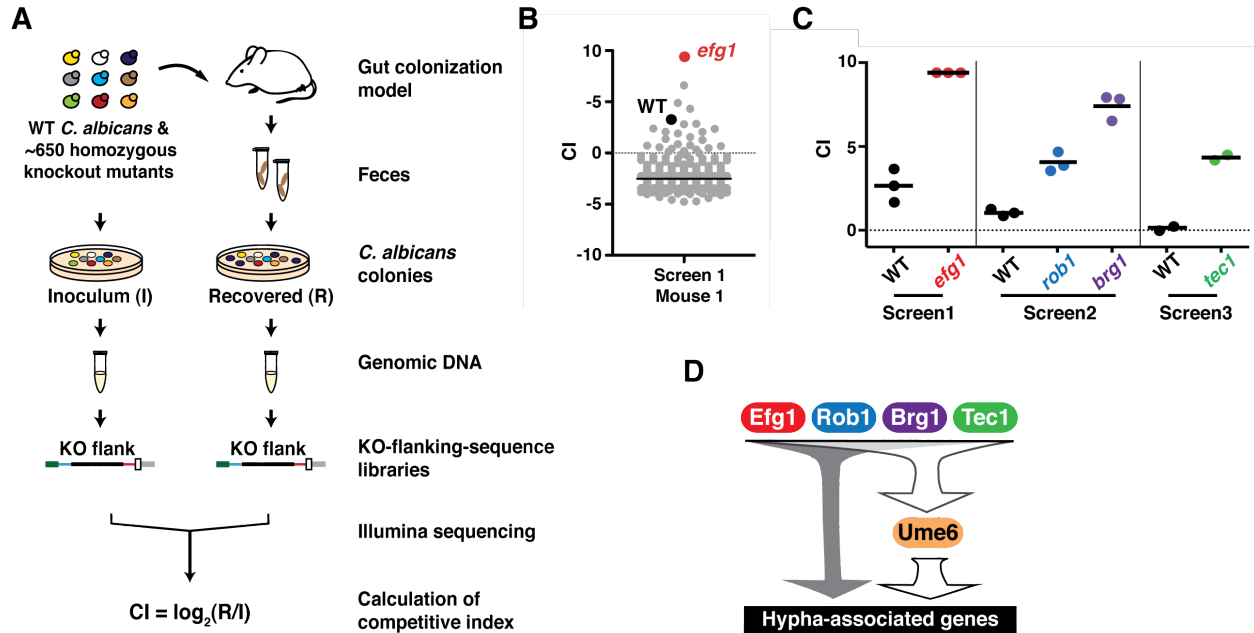 A
WT C. albicans &
~650 homozygous
knockout mutants
Gut colonization
model
Feces
C. albicans
colonies
Inoculum (I)
Recovered (R)
Genomic DNA
KO flank
KO flank
KO-flanking-sequence
libraries
Illumina sequencing
CI = log2(R/I)
Calculation of
competitive index
B
CI
10
-5
0
-5
-10
efg1
WT
Screen 1
Mouse 1
C
CI
10
5
0
WT
efg1
WT
rob1
brg1
WT
tec1
Screen1
Screen2
Screen3
D
Efg1
Rob1
Brg1
Tec1
Ume6
Hypha-associated genes